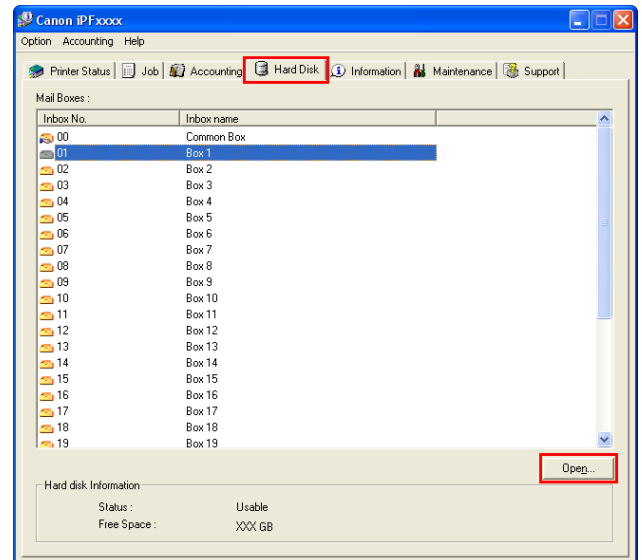 Canon iPFxxxx
Option Accounting Help
Printer Status Job Accounting Hard Disk Information Maintenance Support
Mail Boxes :
Inbox No. Inbox name
00 Common Box
01 Box 1
02 Box 2
03 Box 3
04 Box 4
05 Box 5
06 Box 6
07 Box 7
08 Box 8
09 Box 9
10 Box 10
11 Box 11
12 Box 12
13 Box 13
14 Box 14
15 Box 15
16 Box 16
17 Box 17
18 Box 18
19 Box 19
Open...
Hard disk Information
Status : Usable
Free Space : XXX GB